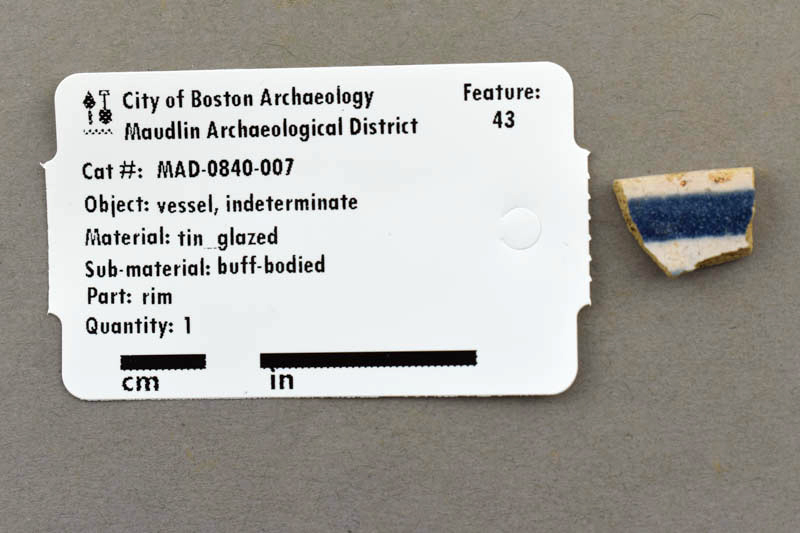 City of Boston Archaeology
Maudlin Archaeological District
Feature:
43
Cat #: MAD-0840-007
Object: vessel, indeterminate
Material: tin_glazed
Sub-material: buff-bodied
Part: rim
Quantity: 1
cm in